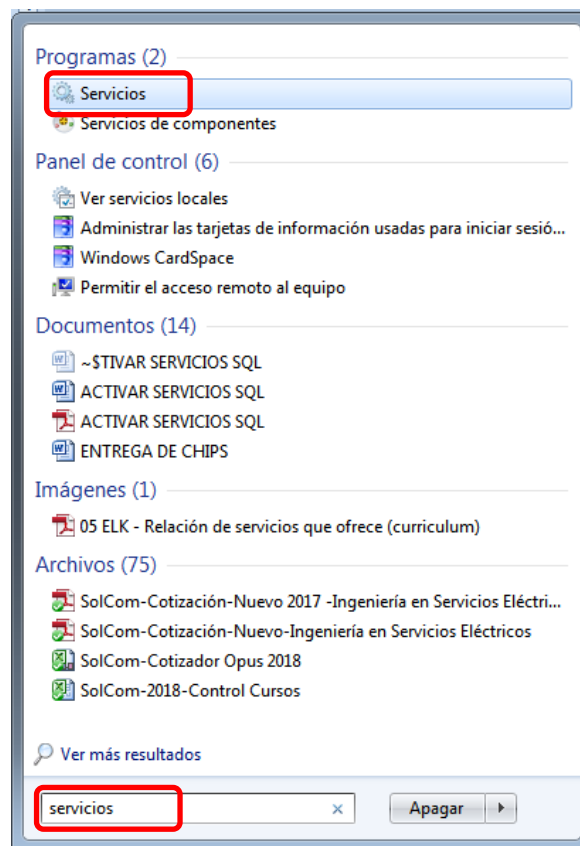 Programas (2)
Servicios
Servicios de componentes
Panel de control (6)
Ver servicios locales
Administrar las tarjetas de información usadas para iniciar sesió...
Windows CardSpace
Permitir el acceso remoto al equipo
Documentos (14)
~$TIVAR SERVICIOS SQL
ACTIVAR SERVICIOS SQL
ACTIVAR SERVICIOS SQL
ENTREGA DE CHIPS
Imágenes (1)
05 ELK - Relación de servicios que ofrece (curriculum)
Archivos (75)
SolCom-Cotización-Nuevo 2017 -Ingeniería en Servicios Eléctri...
SolCom-Cotización-Nuevo-Ingeniería en Servicios Eléctricos
SolCom-Cotizador Opus 2018
SolCom-2018-Control Cursos
Ver más resultados
servicios × Apagar